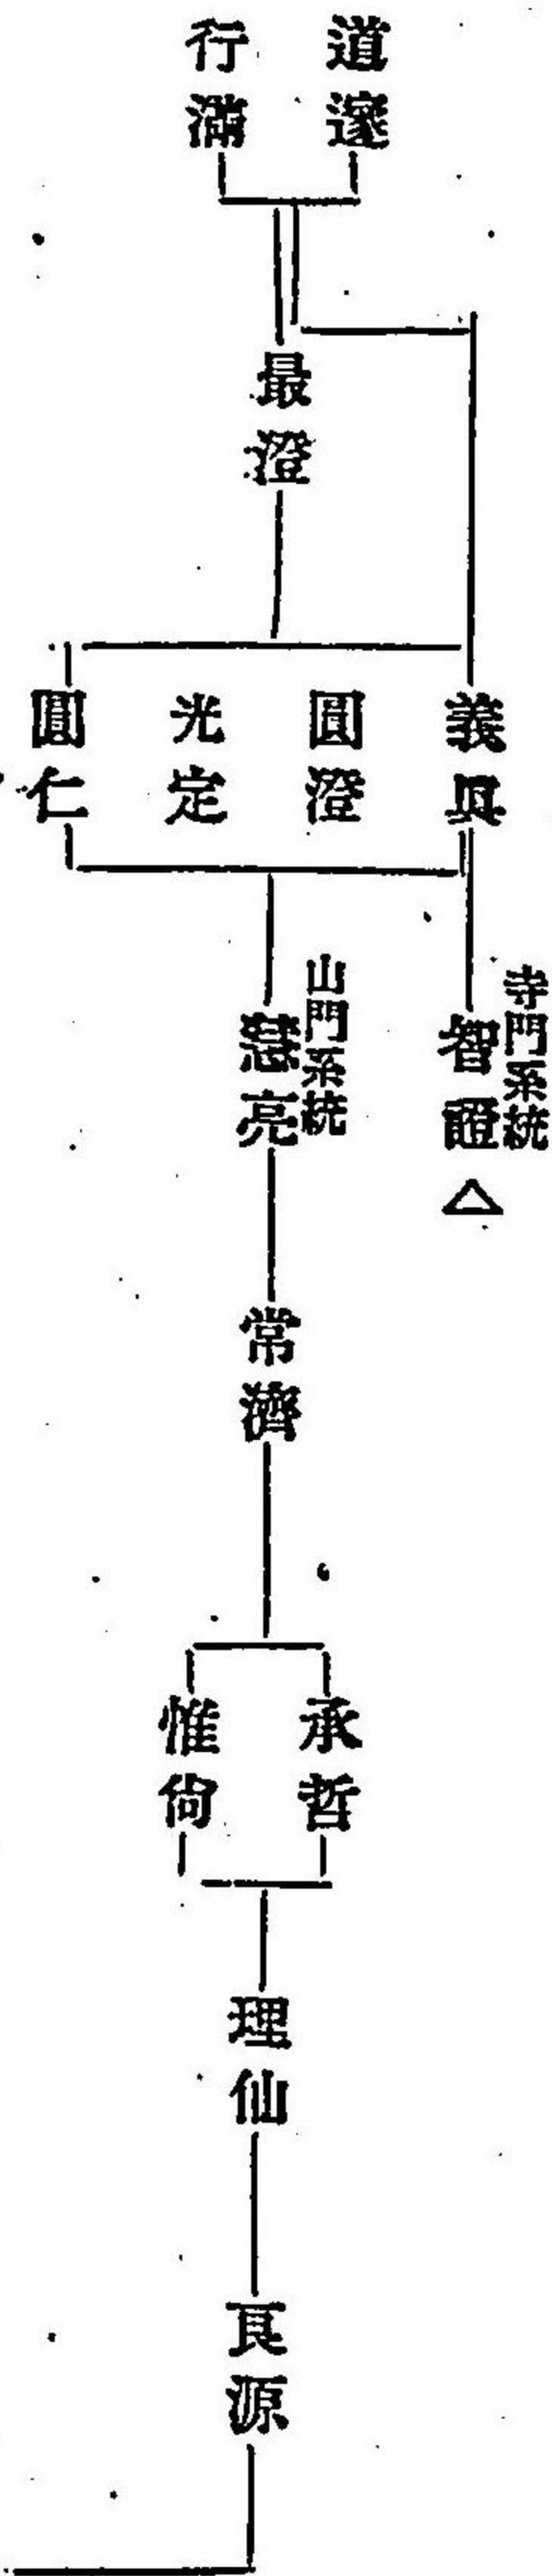 道邃
行滿
最澄
義眞
圓澄
光定
圓仁
寺門系統
智證△
山門系統
慧亮
常濟
承哲
惟尙
理仙
良源